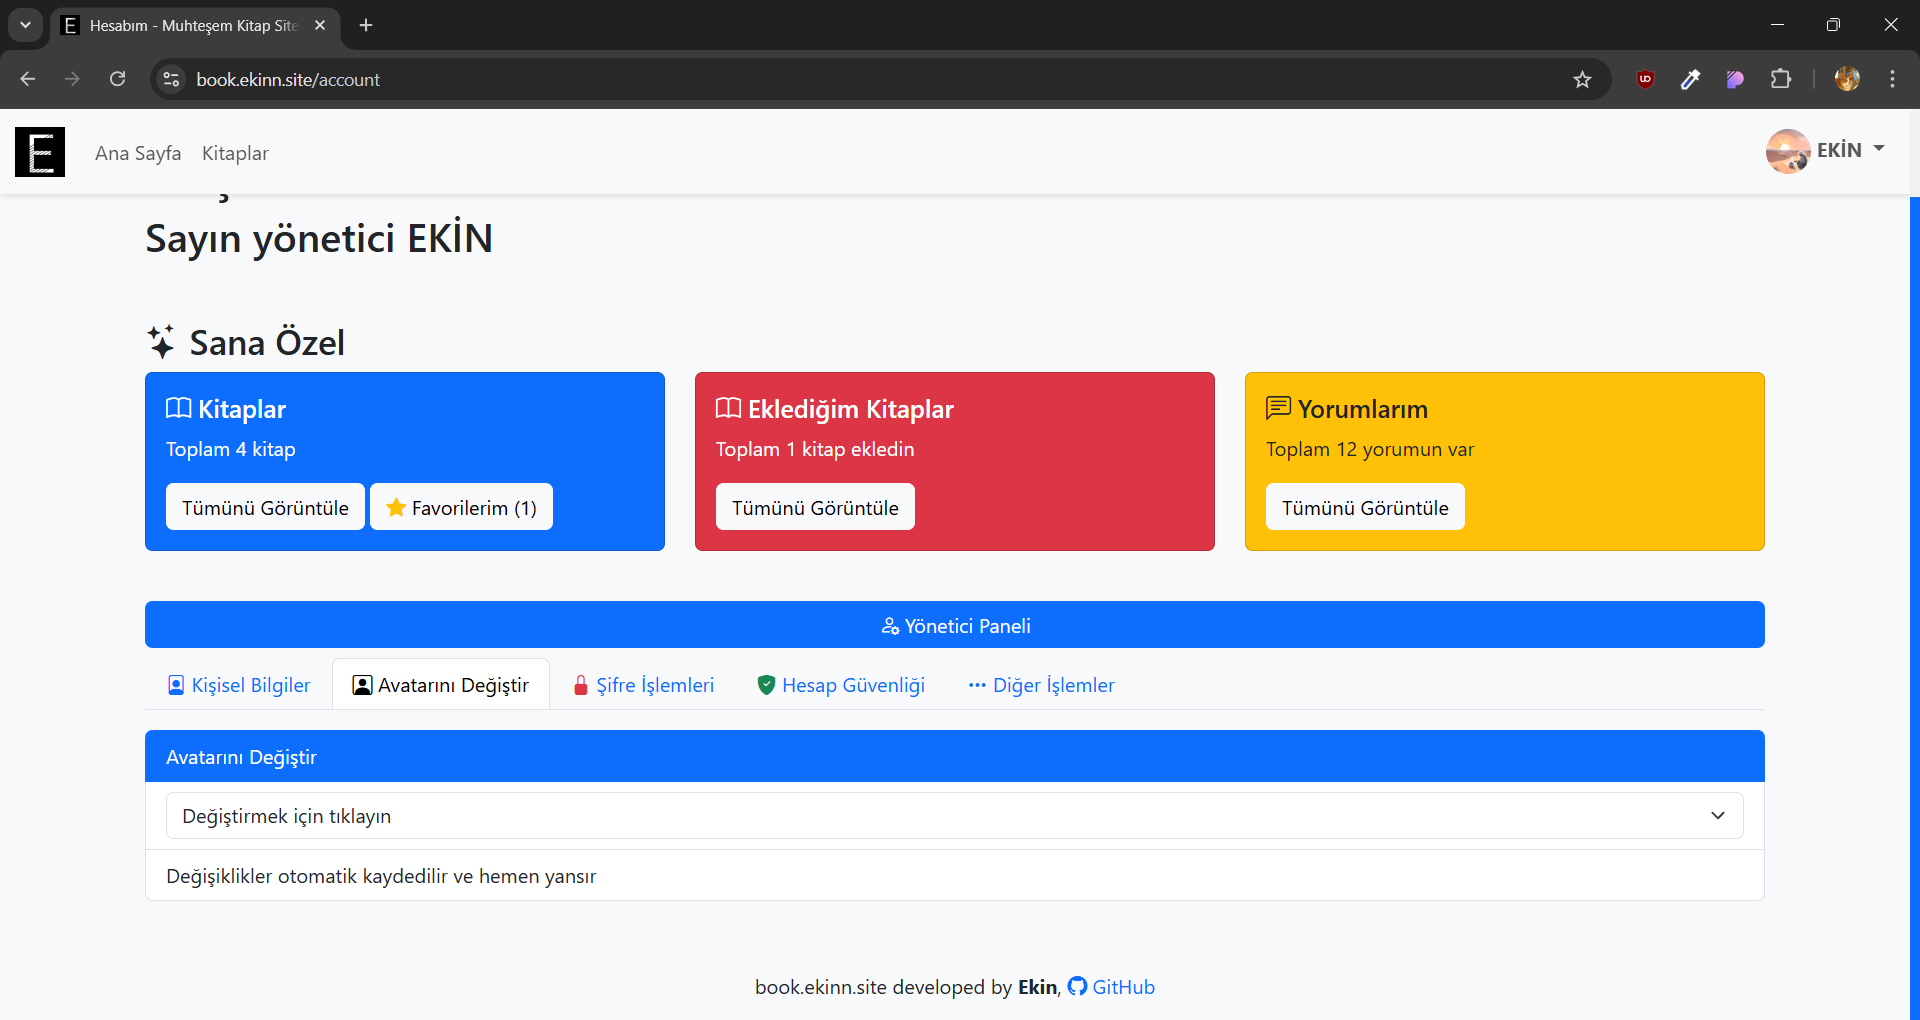 Hesabım - Muhteşem Kitap Site
book.ekinn.site/account
E
Ana Sayfa
Kitaplar
EKİN
Sayın yönetici EKİN
Sana Özel
Kitaplar
Toplam 4 kitap
Tümünü Görüntüle
Favorilerim (1)
Eklediğim Kitaplar
Toplam 1 kitap ekledin
Tümünü Görüntüle
Yorumlarım
Toplam 12 yorumun var
Tümünü Görüntüle
Yönetici Paneli
Kişisel Bilgiler
Avatarını Değiştir
Şifre İşlemleri
Hesap Güvenliği
Diğer İşlemler
Avatarını Değiştir
Değiştirmek için tıklayın
Değişiklikler otomatik kaydedilir ve hemen yansır
book.ekinn.site developed by Ekin, GitHub